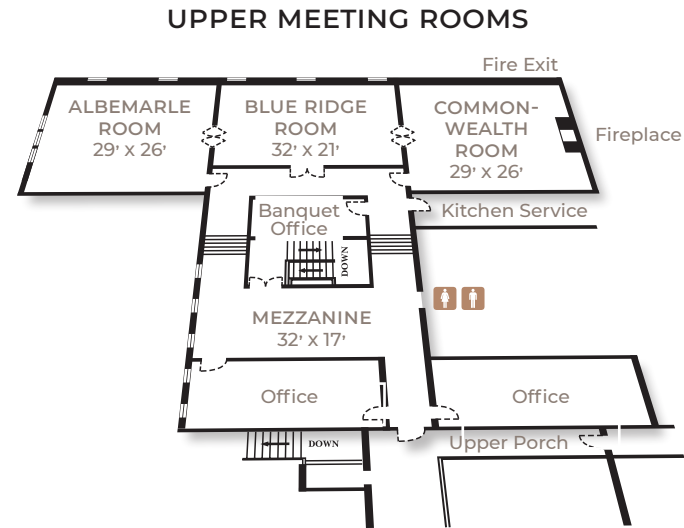 UPPER MEETING ROOMS
Fire Exit
ALBEMARLE
ROOM
29' x 26'
BLUE RIDGE
ROOM
32' x 21'
COMMON-
WEALTH
ROOM
29' x 26'
Fireplace
Banquet
Office
Kitchen Service
DOWN
MEZZANINE
32' x 17'
Office
Office
DOWN
Upper Porch